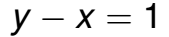 y − x = 1